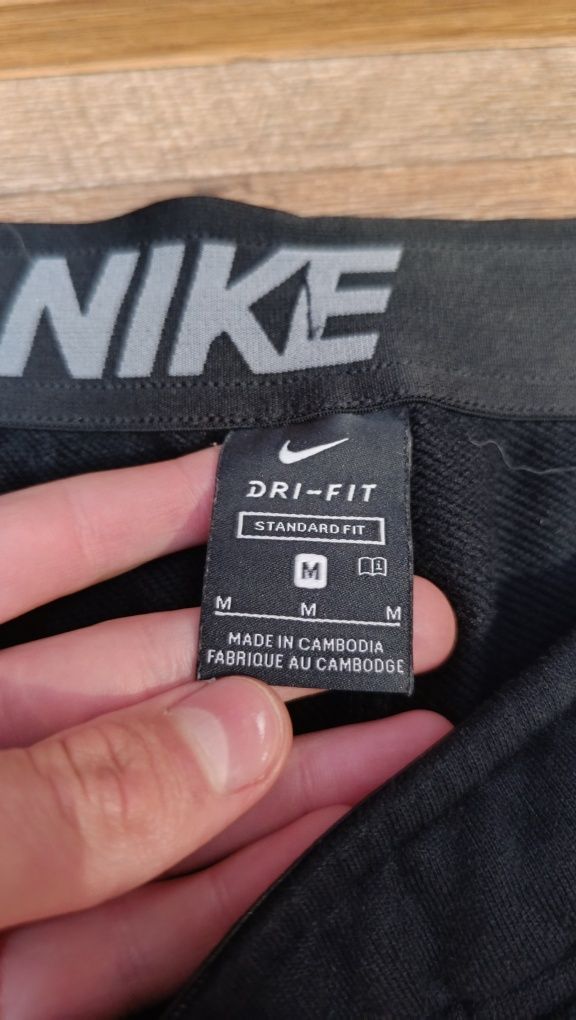 NIKE
DRI-FIT
STANDARD FIT
M
M M M
MADE IN CAMBODIA
FABRIQUE AU CAMBODGE